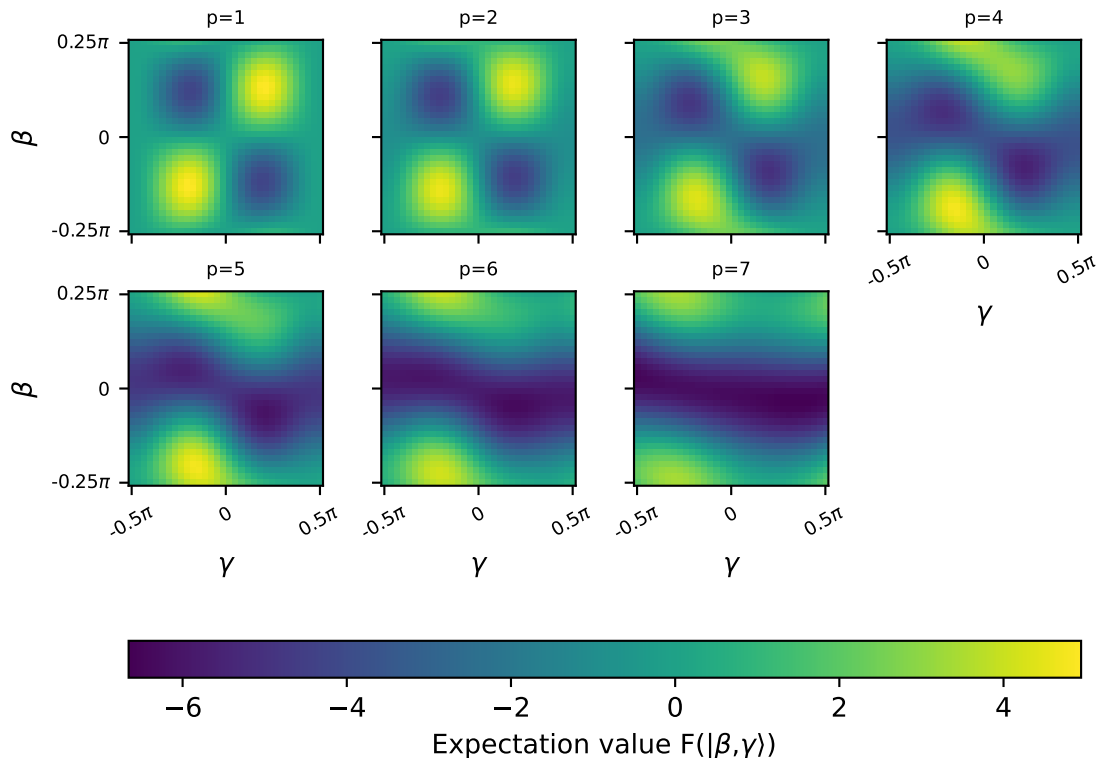 p=1
p=2
p=3
p=4
0.25π
β
0
-0.25π
-0.5π
0
0.5π
γ
p=5
p=6
p=7
0.25π
β
0
-0.25π
-0.5π
0
0.5π
-0.5π
0
0.5π
-0.5π
0
0.5π
γ
γ
γ
−6
−4
−2
0
2
4
Expectation value F(|β,γ⟩)